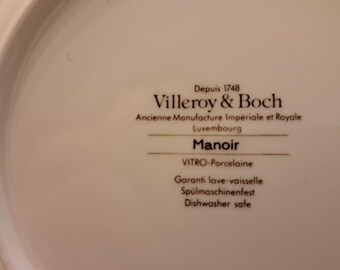 Depuis 1748
Villeroy & Boch
Ancienne Manufacture Impériale et Royale
Luxembourg
Manoir
VITRO-Porcelaine
Garanti lave-vaisselle
Spülmaschinenfest
Dishwasher safe